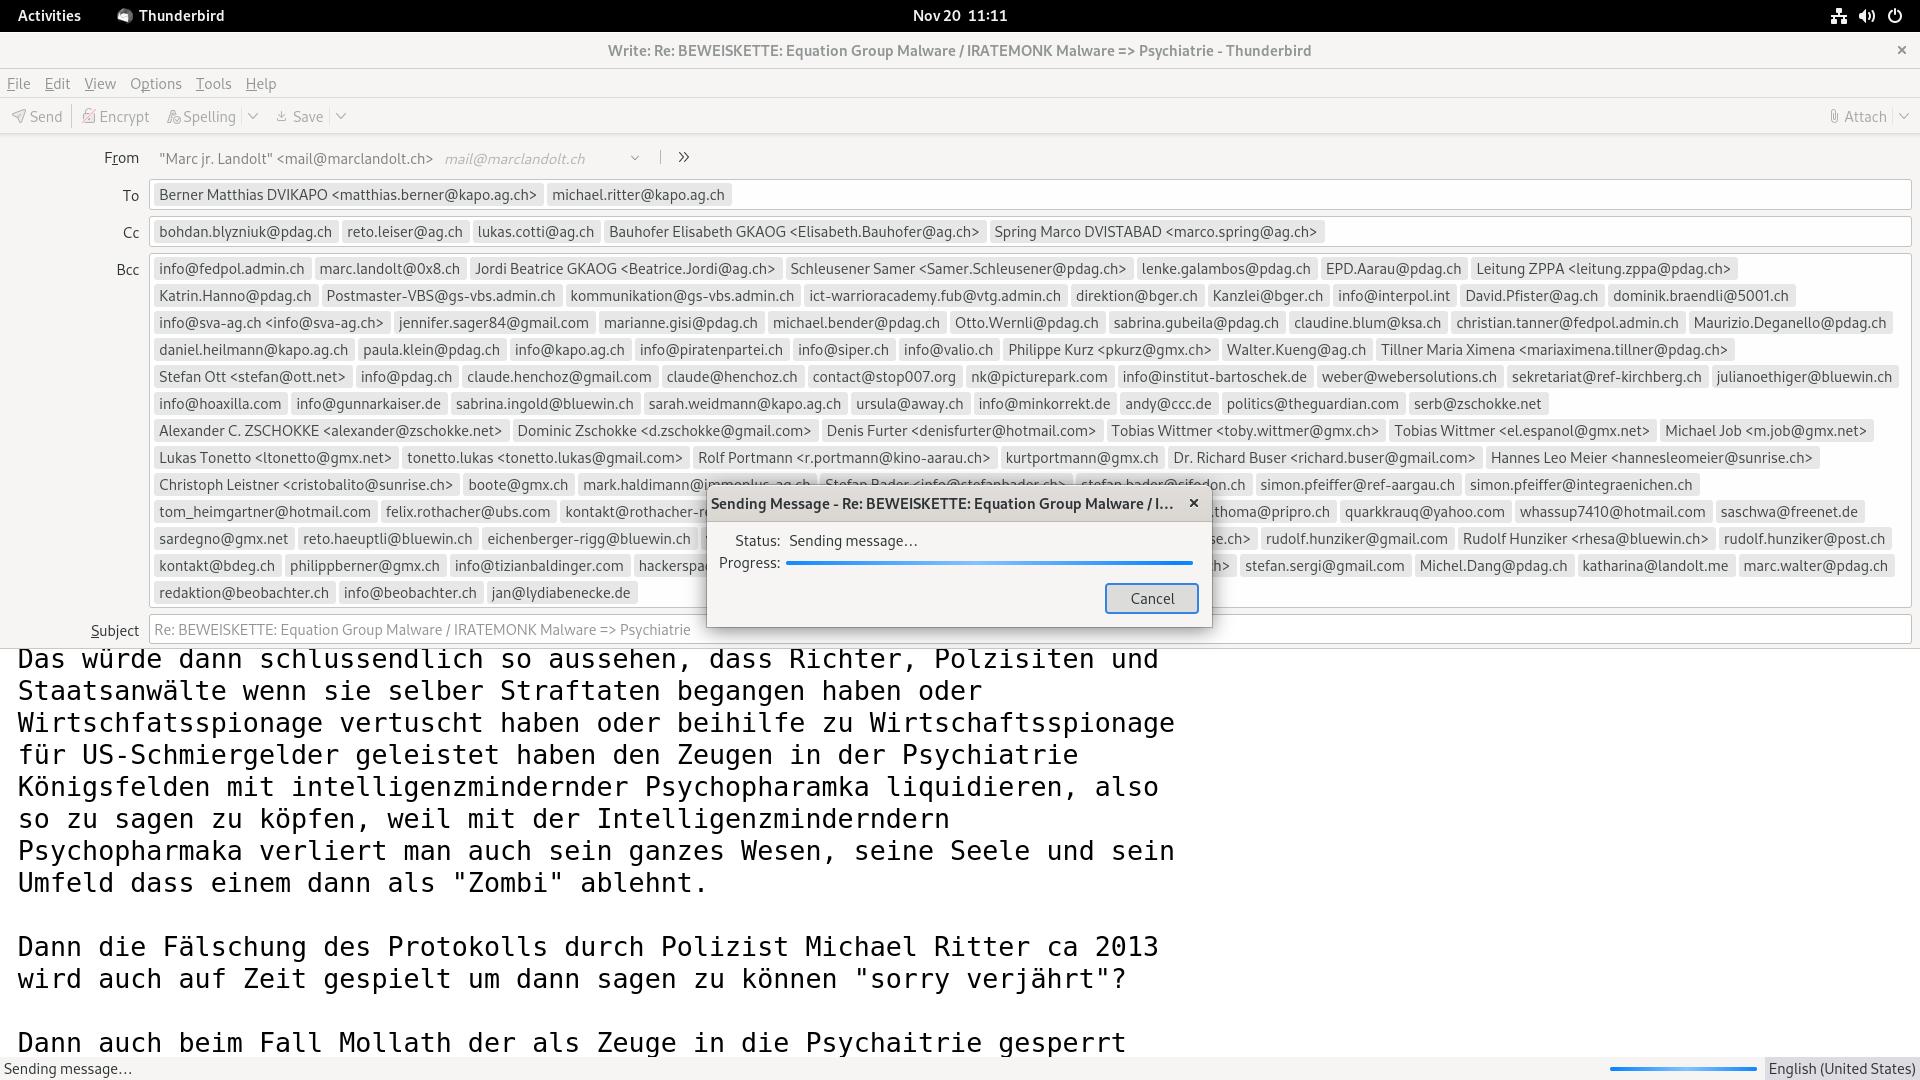 Activities Thunderbird Nov 20 11:11
Write: Re: BEWEISKETTE: Equation Group Malware / IRATEMONK Malware => Psychiatrie - Thunderbird
File Edit View Options Tools Help
Send Encrypt Spelling Save Attach
From "Marc jr. Landolt" <mail@marclandolt.ch> mail@marclandolt.ch
To Berner Matthias DVIKAPO <matthias.berner@kapo.ag.ch> michael.ritter@kapo.ag.ch
Cc bohdan.blyzniuk@pdag.ch reto.leiser@ag.ch lukas.cotti@ag.ch Bauhofer Elisabeth GKAOG <Elisabeth.Bauhofer@ag.ch> Spring Marco DVISTABAD <marco.spring@ag.ch>
Bcc info@fedpol.admin.ch marc.landolt@0x8.ch Jordi Beatrice GKAOG <Beatrice.Jordi@ag.ch> Schleusener Samer <Samer.Schleusener@pdag.ch> lenke.galambos@pdag.ch EPD.Aarau@pdag.ch Leitung ZPPA <leitung.zppa@pdag.ch>
Katrin.Hanno@pdag.ch Postmaster-VBS@gs-vbs.admin.ch kommunikation@gs-vbs.admin.ch ict-warrioracademy.fub@vtg.admin.ch direktion@bger.ch Kanzlei@bger.ch info@interpol.int David.Pfister@ag.ch dominik.braendli@5001.ch
info@sva-ag.ch <info@sva-ag.ch> jennifer.sager84@gmail.com marianne.gisi@pdag.ch michael.bender@pdag.ch Otto.Wernli@pdag.ch sabrina.gubeila@pdag.ch claudine.blum@ksa.ch christian.tanner@fedpol.admin.ch Maurizio.Deganello@pdag.ch
daniel.heilmann@kapo.ag.ch paula.klein@pdag.ch info@kapo.ag.ch info@piratenpartei.ch info@siper.ch info@valio.ch Philippe Kurz <pkurz@gmx.ch> Walter.Kueng@ag.ch Tillner Maria Ximena <mariaximena.tillner@pdag.ch>
Stefan Ott <stefan@ott.net> info@pdag.ch claude.henchoz@gmail.com claude@henchoz.ch contact@stop007.org nk@picturepark.com info@institut-bartoschek.de weber@webersolutions.ch sekretariat@ref-kirchberg.ch julianoethiger@bluewin.ch
info@hoaxilla.com info@gunnarkaiser.de sabrina.ingold@bluewin.ch sarah.weidmann@kapo.ag.ch ursula@away.ch info@minkorrekt.de andy@ccc.de politics@theguardian.com serb@zschokke.net
Alexander C. ZSCHOKKE <alexander@zschokke.net> Dominic Zschokke <d.zschokke@gmail.com> Denis Furter <denisfurter@hotmail.com> Tobias Wittmer <toby.wittmer@gmx.ch> Tobias Wittmer <el.espanol@gmx.net> Michael Job <m.job@gmx.net>
Lukas Tonetto <ltonetto@gmx.net> tonetto.lukas <tonetto.lukas@gmail.com> Rolf Portmann <r.portmann@kino-aarau.ch> kurtportmann@gmx.ch Dr. Richard Buser <richard.buser@gmail.com> Hannes Leo Meier <hannesleomeier@sunrise.ch>
Christoph Leistner <cristobalito@sunrise.ch> boote@gmx.ch mark.haldimann@immoplus.ag.ch Stefan Bader <info@stefanbader.ch> stefan.bader@sifodon.ch simon.pfeiffer@ref-aargau.ch simon.pfeiffer@integraenichen.ch
tom_heimgartner@hotmail.com felix.rothacher@ubs.com kontakt@rothacher-r .thoma@pripro.ch quarkkrauq@yahoo.com whassup7410@hotmail.com saschwa@freenet.de
sardegno@gmx.net reto.haeuptli@bluewin.ch eichenberger-rigg@bluewin.ch se.ch> rudolf.hunziker@gmail.com Rudolf Hunziker <rhesa@bluewin.ch> rudolf.hunziker@post.ch
kontakt@bdeg.ch philippberner@gmx.ch info@tizianbaldinger.com hackerspa h> stefan.sergi@gmail.com Michel.Dang@pdag.ch katharina@landolt.me marc.walter@pdag.ch
redaktion@beobachter.ch info@beobachter.ch jan@lydiabenecke.de
Sending Message - Re: BEWEISKETTE: Equation Group Malware / I...
Status: Sending message...
Progress:
Cancel
Subject Re: BEWEISKETTE: Equation Group Malware / IRATEMONK Malware => Psychiatrie
Das würde dann schlussendlich so aussehen, dass Richter, Polzisiten und
Staatsanwälte wenn sie selber Straftaten begangen haben oder
Wirtschfatsspionage vertuscht haben oder beihilfe zu Wirtschaftsspionage
für US-Schmiergelder geleistet haben den Zeugen in der Psychiatrie
Königsfelden mit intelligenzmindernder Psychopharamka liquidieren, also
so zu sagen zu köpfen, weil mit der Intelligenzminderndern
Psychopharmaka verliert man auch sein ganzes Wesen, seine Seele und sein
Umfeld dass einem dann als "Zombi" ablehnt.
Dann die Fälschung des Protokolls durch Polizist Michael Ritter ca 2013
wird auch auf Zeit gespielt um dann sagen zu können "sorry verjährt"?
Dann auch beim Fall Mollath der als Zeuge in die Psychaitrie gesperrt
Sending message... English (United States)